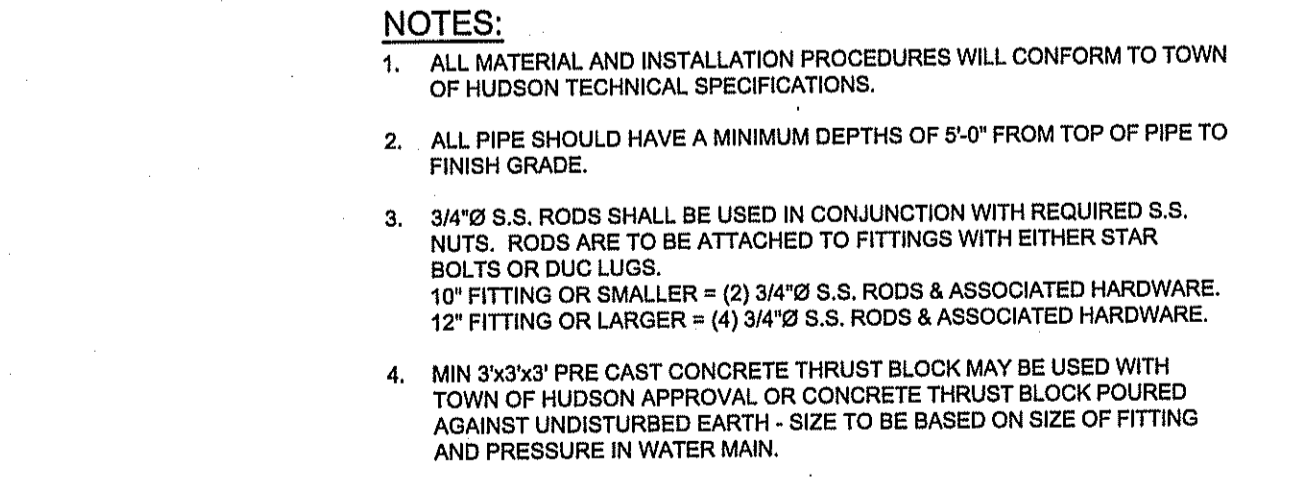 NOTES:
1. ALL MATERIAL AND INSTALLATION PROCEDURES WILL CONFORM TO TOWN
OF HUDSON TECHNICAL SPECIFICATIONS.
2. ALL PIPE SHOULD HAVE A MINIMUM DEPTHS OF 5'-0" FROM TOP OF PIPE TO
FINISH GRADE.
3. 3/4"Ø S.S. RODS SHALL BE USED IN CONJUNCTION WITH REQUIRED S.S.
NUTS. RODS ARE TO BE ATTACHED TO FITTINGS WITH EITHER STAR
BOLTS OR DUC LUGS.
10" FITTING OR SMALLER = (2) 3/4"Ø S.S. RODS & ASSOCIATED HARDWARE.
12" FITTING OR LARGER = (4) 3/4"Ø S.S. RODS & ASSOCIATED HARDWARE.
4. MIN 3'x3'x3' PRE CAST CONCRETE THRUST BLOCK MAY BE USED WITH
TOWN OF HUDSON APPROVAL OR CONCRETE THRUST BLOCK POURED
AGAINST UNDISTURBED EARTH - SIZE TO BE BASED ON SIZE OF FITTING
AND PRESSURE IN WATER MAIN.